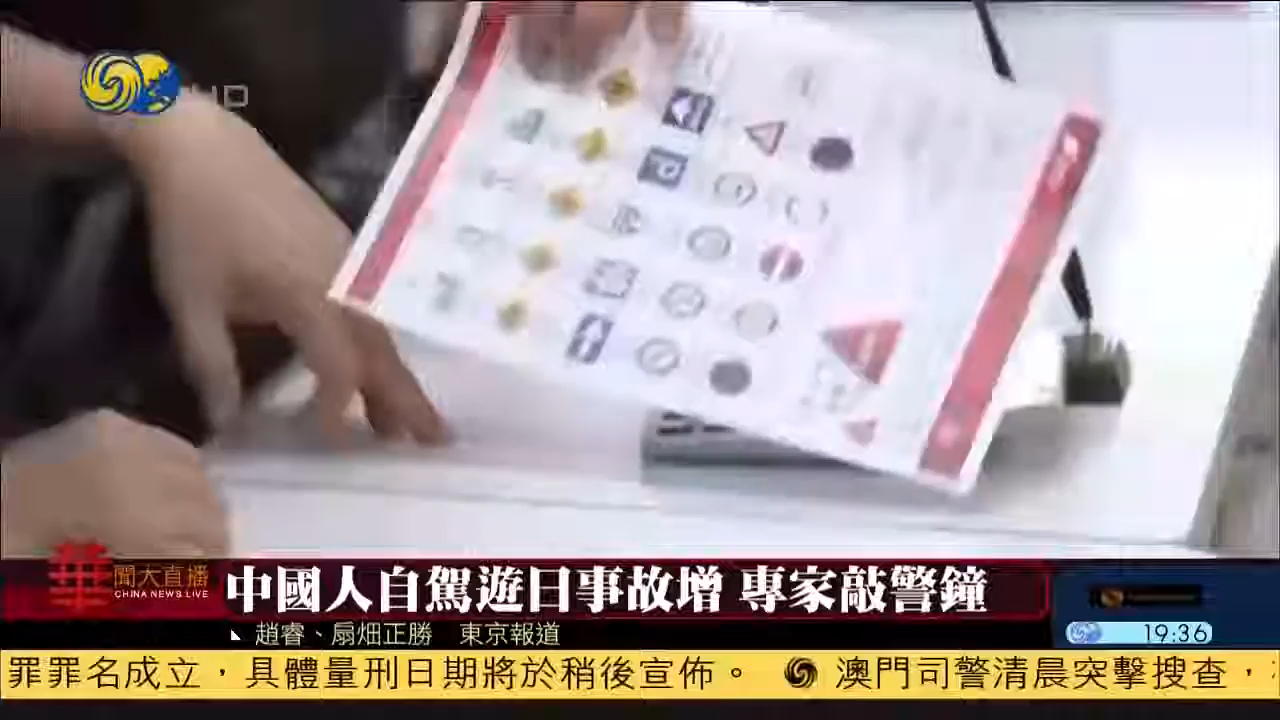 P
華
聞大直播
CHINA NEWS LIVE
中國人自駕遊日事故增 專家敲警鐘
趙睿、扇畑正勝 東京報道
19:36
罪罪名成立，具體量刑日期將於稍後宣佈。 澳門司警清晨突擊搜查，